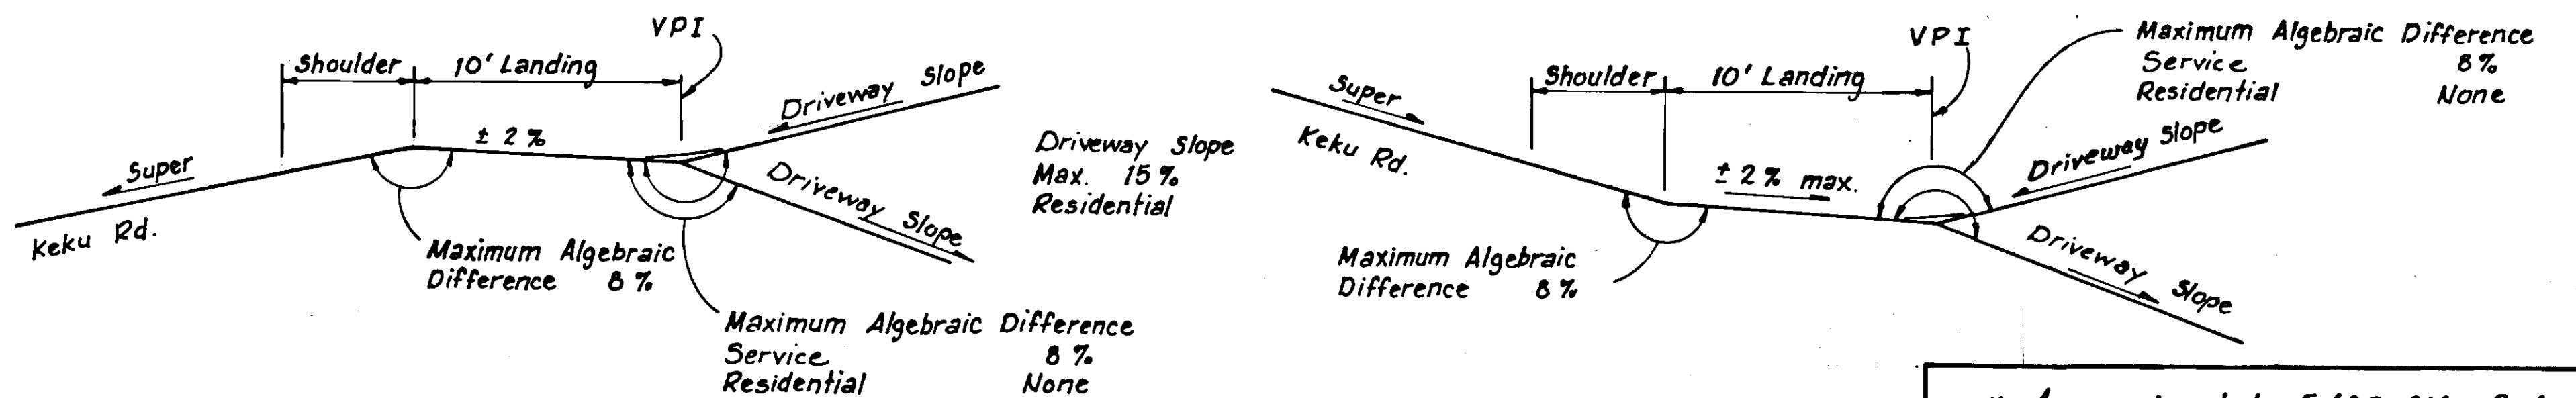 VPI
Shoulder
10' Landing
Driveway Slope
± 2 %
Super
Keku Rd.
Driveway Slope
Maximum Algebraic
Difference 8 %
Maximum Algebraic Difference
Service 8 %
Residential None
Driveway Slope
Max. 15 %
Residential
VPI
Maximum Algebraic Difference
Service 8 %
Residential None
Shoulder
10' Landing
Super
Keku Rd.
± 2 % max.
Driveway Slope
Driveway Slope
Maximum Algebraic
Difference 8 %